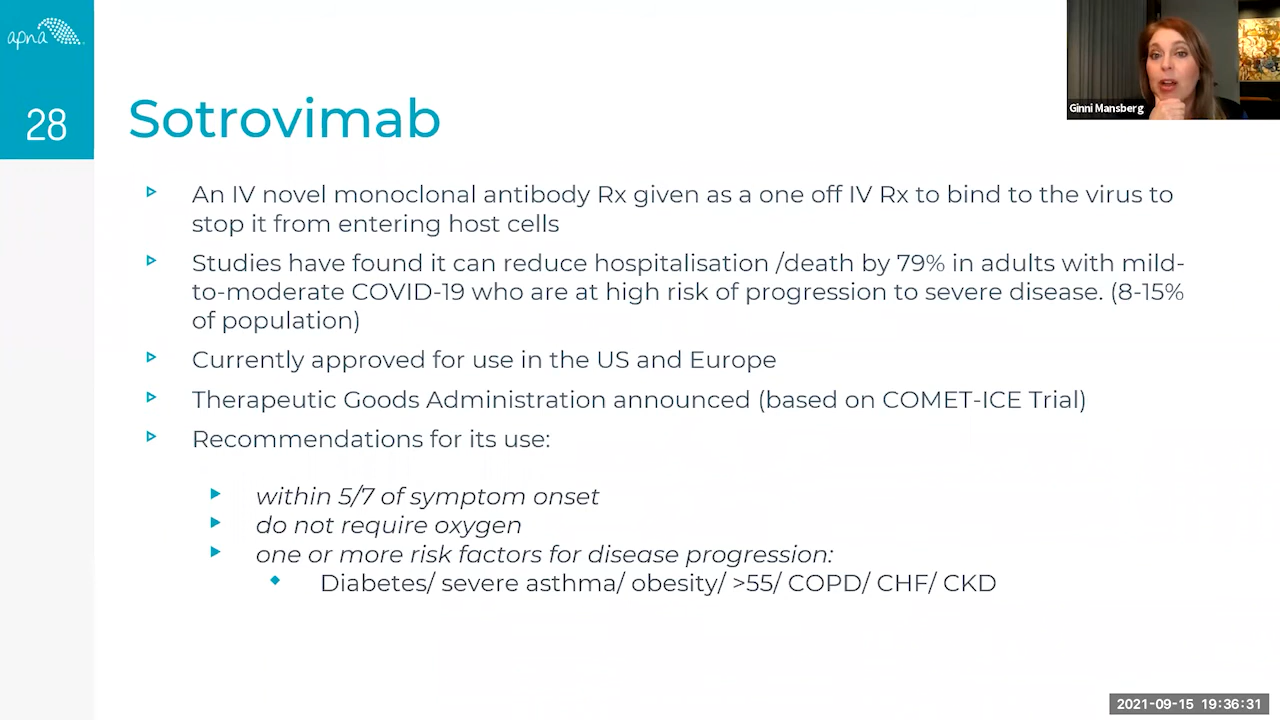 apna
28
Sotrovimab
Ginni Mansberg
An IV novel monoclonal antibody Rx given as a one off IV Rx to bind to the virus to
stop it from entering host cells
Studies have found it can reduce hospitalisation /death by 79% in adults with mild-
to-moderate COVID-19 who are at high risk of progression to severe disease. (8-15%
of population)
Currently approved for use in the US and Europe
Therapeutic Goods Administration announced (based on COMET-ICE Trial)
Recommendations for its use:
within 5/7 of symptom onset
do not require oxygen
one or more risk factors for disease progression:
Diabetes/ severe asthma/ obesity/ >55/ COPD/ CHF/ CKD
2021-09-15 19:36:31